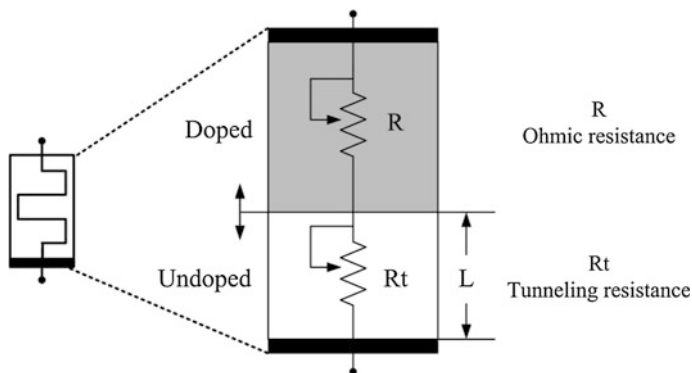 Doped
R
R
Ohmic resistance
Undoped
Rt
L
Rt
Tunneling resistance